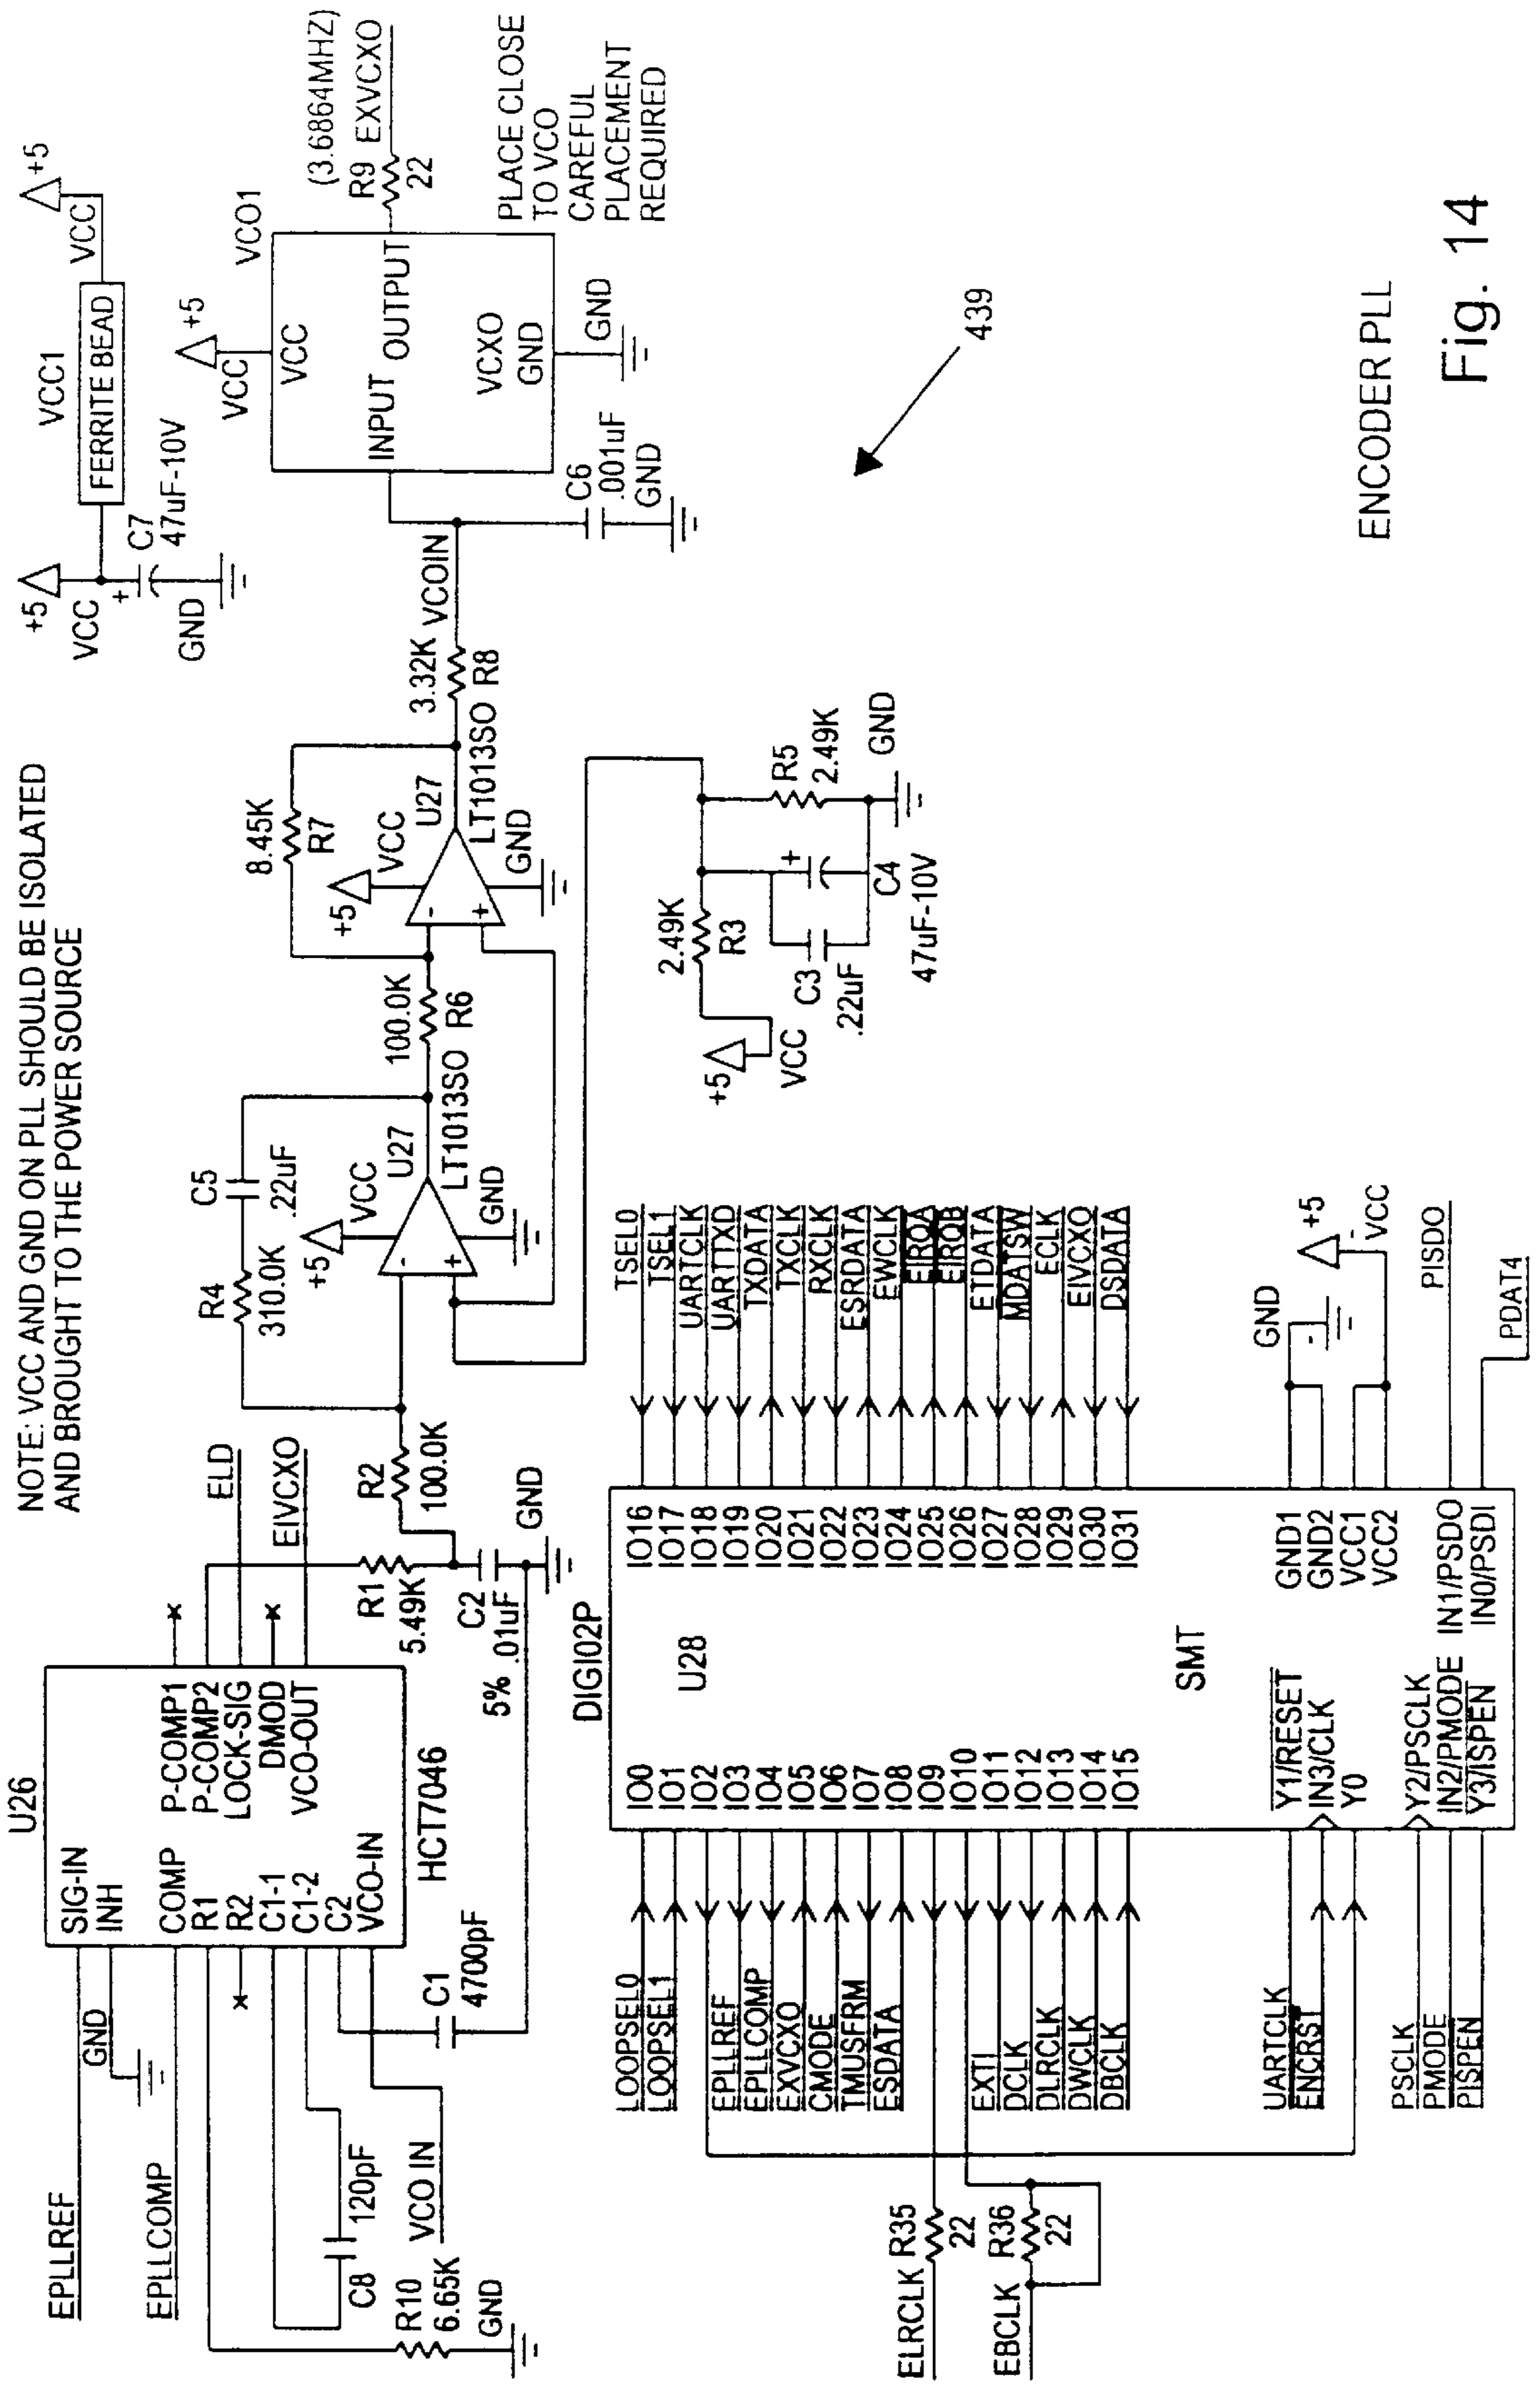 NOTE: VCC AND GND ON PLL SHOULD BE ISOLATED
AND BROUGHT TO THE POWER SOURCE
U26
SIG-IN
INH
COMP
R1
R2
C1-1
C1-2
C2
VCO-IN
P-COMP1
P-COMP2
LOCK-SIG
DMOD
VCO-OUT
HCT7046
EPLLREF
GND
EPLLCOMP
C8
120pF
VCO IN
R10
6.65K
GND
C1
4700pF
ELD
EIVCXO
R1
5.49K
C2
.01uF
5%
GND
R2
100.0K
R4
310.0K
C5
.22uF
+5
VCC
U27
-
+
LT1013SO
GND
100.0K
R6
8.45K
R7
+5
VCC
U27
-
+
LT1013SO
GND
3.32K
R8
VCOIN
+5
VCC
2.49K
R3
C3
.22uF
+
C4
47uF-10V
R5
2.49K
GND
+5
VCC
+
C7
47uF-10V
GND
VCC1
FERRITE BEAD
VCC
+5
C6
.001uF
GND
VCO1
+5
VCC
VCC
INPUT
OUTPUT
VCXO
GND
GND
(3.6864MHZ)
R9 EXVCXO
22
PLACE CLOSE
TO VCO
CAREFUL
PLACEMENT
REQUIRED
439
DIGI02P
U28
SMT
LOOPSEL0
LOOPSEL1
EPLLREF
EPLLCOMP
EXVCXO
CMODE
TMUSFRM
ESDATA
EXTI
DCLK
DLRCLK
DWCLK
DBCLK
ELRCLK
R35
22
EBCLK
R36
22
IO0
IO1
IO2
IO3
IO4
IO5
IO6
IO7
IO8
IO9
IO10
IO11
IO12
IO13
IO14
IO15
UARTCLK
ENCRST
PSCLK
PMODE
PISPEN
Y1/RESET
IN3/CLK
Y0
Y2/PSCLK
IN2/PMODE
Y3/ISPEN
IO16
IO17
IO18
IO19
IO20
IO21
IO22
IO23
IO24
IO25
IO26
IO27
IO28
IO29
IO30
IO31
TSEL0
TSEL1
UARTCLK
UARTTXD
TXDATA
TXCLK
RXCLK
ESRDATA
EWCLK
EIRQA
EIRQB
ETDATA
MDATSW
ECLK
EIVCXO
DSDATA
GND1
GND2
VCC1
VCC2
IN1/PSDO
IN0/PSDI
GND
+5
VCC
PISDO
PDAT4
ENCODER PLL
Fig. 14